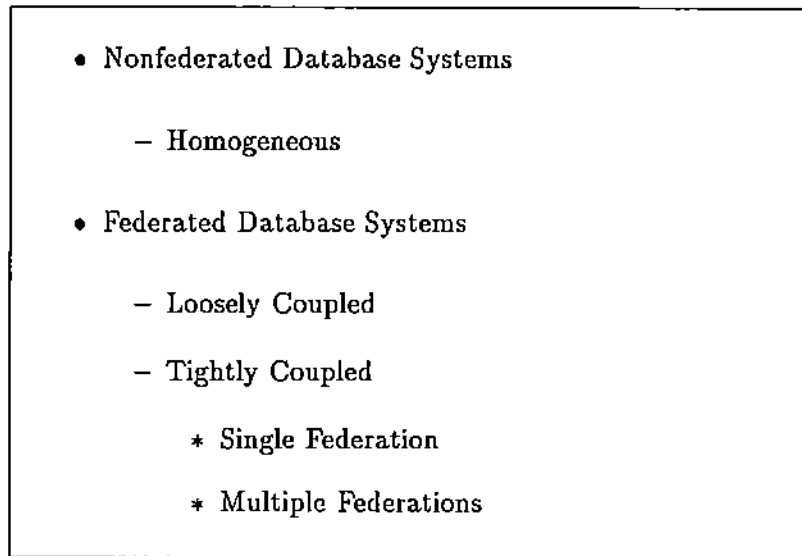 • Nonfederated Database Systems
– Homogeneous
• Federated Database Systems
– Loosely Coupled
– Tightly Coupled
* Single Federation
* Multiple Federations